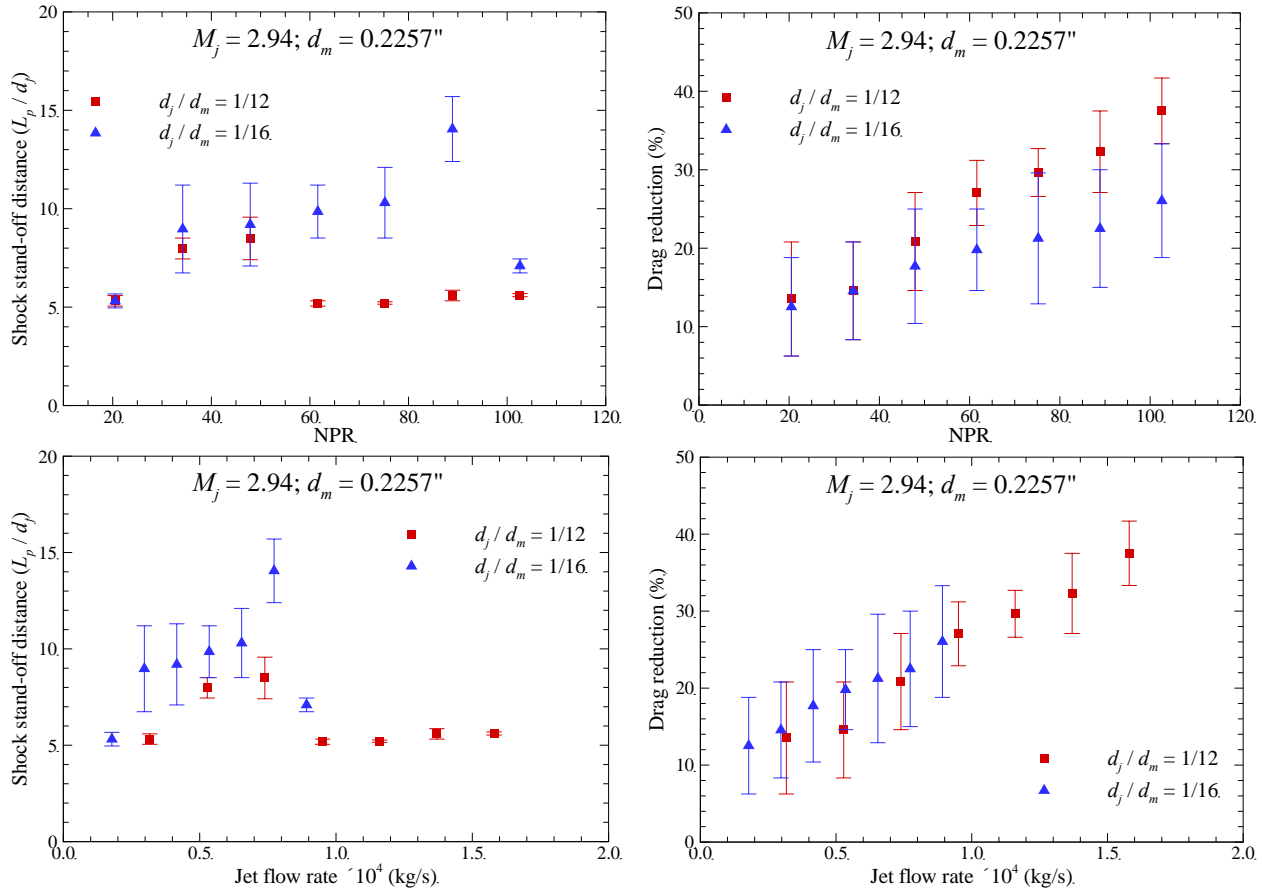 M_j = 2.94; d_m = 0.2257"
d_j / d_m = 1/12
d_j / d_m = 1/16.
Shock stand-off distance (L_p / d_j)
20
15.
10.
5.
0.
20. 40. 60. 80. 100. 120
NPR.
M_j = 2.94; d_m = 0.2257"
d_j / d_m = 1/12
d_j / d_m = 1/16.
Drag reduction (%.)
50
40.
30.
20.
10.
0.
0. 20. 40. 60. 80. 100. 120.
NPR.
M_j = 2.94; d_m = 0.2257"
d_j / d_m = 1/12
d_j / d_m = 1/16.
Shock stand-off distance (L_p / d_j)
20
15.
10.
5.
0.
0.0. 0.5. 1.0. 1.5. 2.0.
Jet flow rate ´10^4 (kg/s).
M_j = 2.94; d_m = 0.2257"
d_j / d_m = 1/12
d_j / d_m = 1/16.
Drag reduction (%.)
50
40.
30.
20.
10.
0.
0.0. 0.5. 1.0. 1.5. 2.0.
Jet flow rate ´10^4 (kg/s).